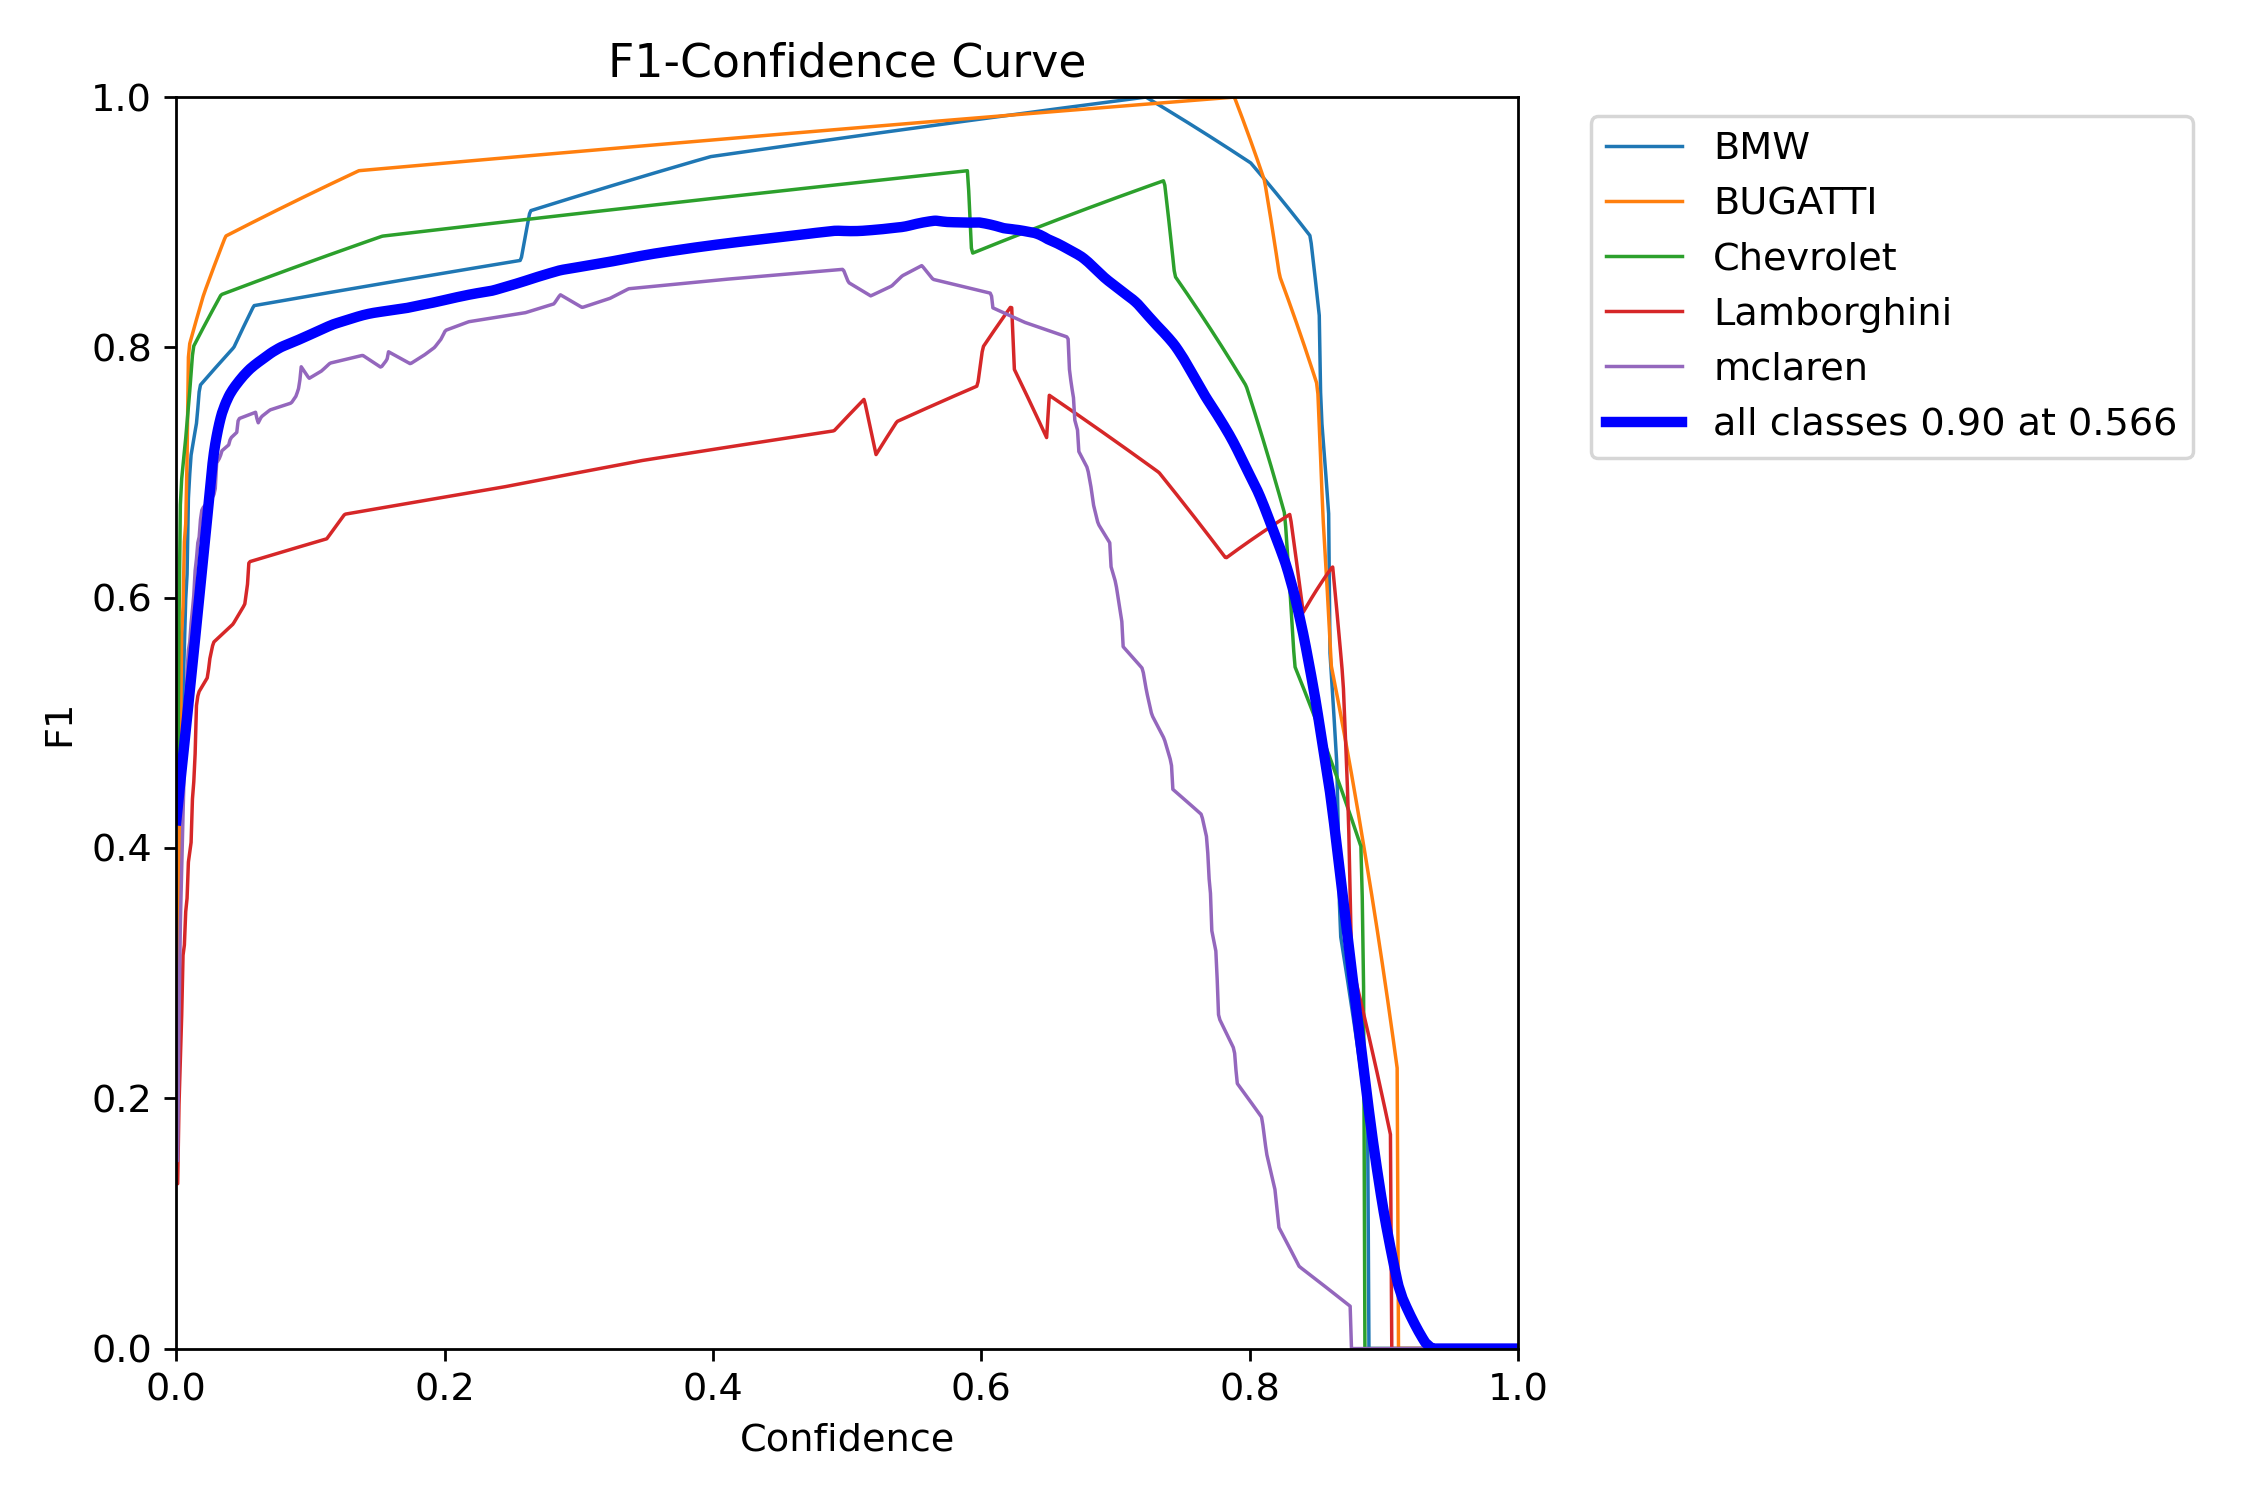 F1-Confidence Curve
1.0
0.8
0.6
0.4
0.2
0.0
F1
0.0 0.2 0.4 0.6 0.8 1.0
Confidence
BMW
BUGATTI
Chevrolet
Lamborghini
mclaren
all classes 0.90 at 0.566